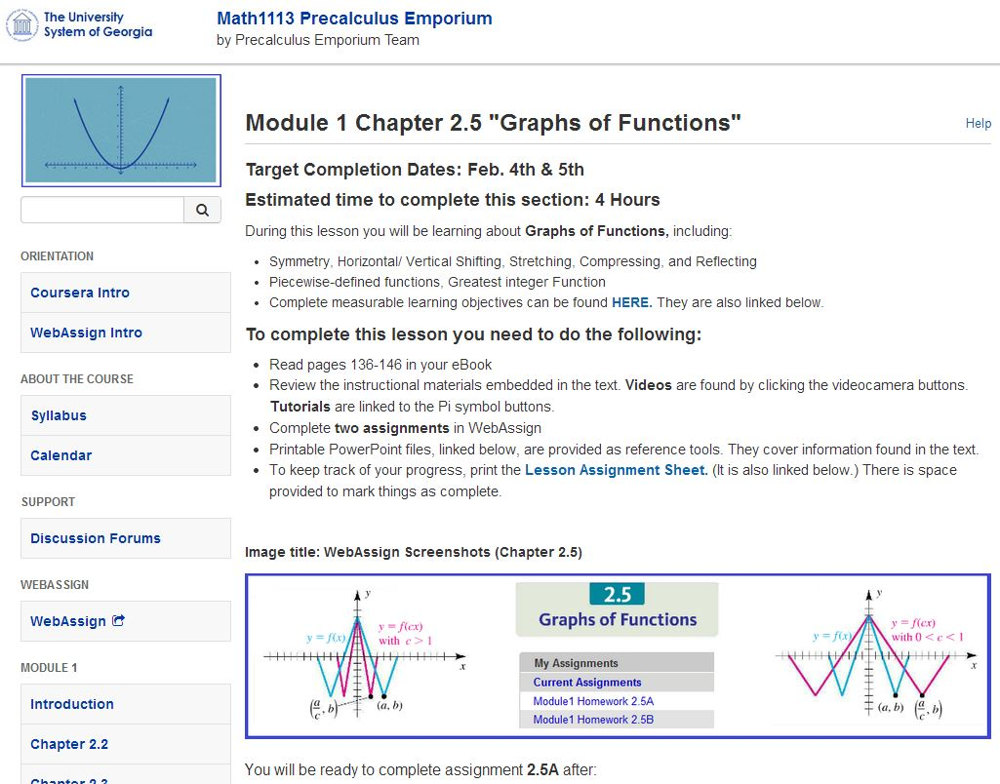 The University
System of Georgia
Math1113 Precalculus Emporium
by Precalculus Emporium Team
ORIENTATION
Coursera Intro
WebAssign Intro
ABOUT THE COURSE
Syllabus
Calendar
SUPPORT
Discussion Forums
WEBASSIGN
WebAssign
MODULE 1
Introduction
Chapter 2.2
Chapter 2.3
Module 1 Chapter 2.5 "Graphs of Functions"
Help
Target Completion Dates: Feb. 4th & 5th
Estimated time to complete this section: 4 Hours
During this lesson you will be learning about Graphs of Functions, including:
• Symmetry, Horizontal/ Vertical Shifting, Stretching, Compressing, and Reflecting
• Piecewise-defined functions, Greatest integer Function
• Complete measurable learning objectives can be found HERE. They are also linked below.
To complete this lesson you need to do the following:
• Read pages 136-146 in your eBook
• Review the instructional materials embedded in the text. Videos are found by clicking the videocamera buttons.
Tutorials are linked to the Pi symbol buttons.
• Complete two assignments in WebAssign
• Printable PowerPoint files, linked below, are provided as reference tools. They cover information found in the text.
• To keep track of your progress, print the Lesson Assignment Sheet. (It is also linked below.) There is space
provided to mark things as complete.
Image title: WebAssign Screenshots (Chapter 2.5)
y
y = f(x)
y = f(cx)
with c > 1
x
(a/c, b)
(a, b)
2.5
Graphs of Functions
My Assignments
Current Assignments
Module1 Homework 2.5A
Module1 Homework 2.5B
y
y = f(x)
y = f(cx)
with 0 < c < 1
x
(a, b)
(a/c, b)
You will be ready to complete assignment 2.5A after: